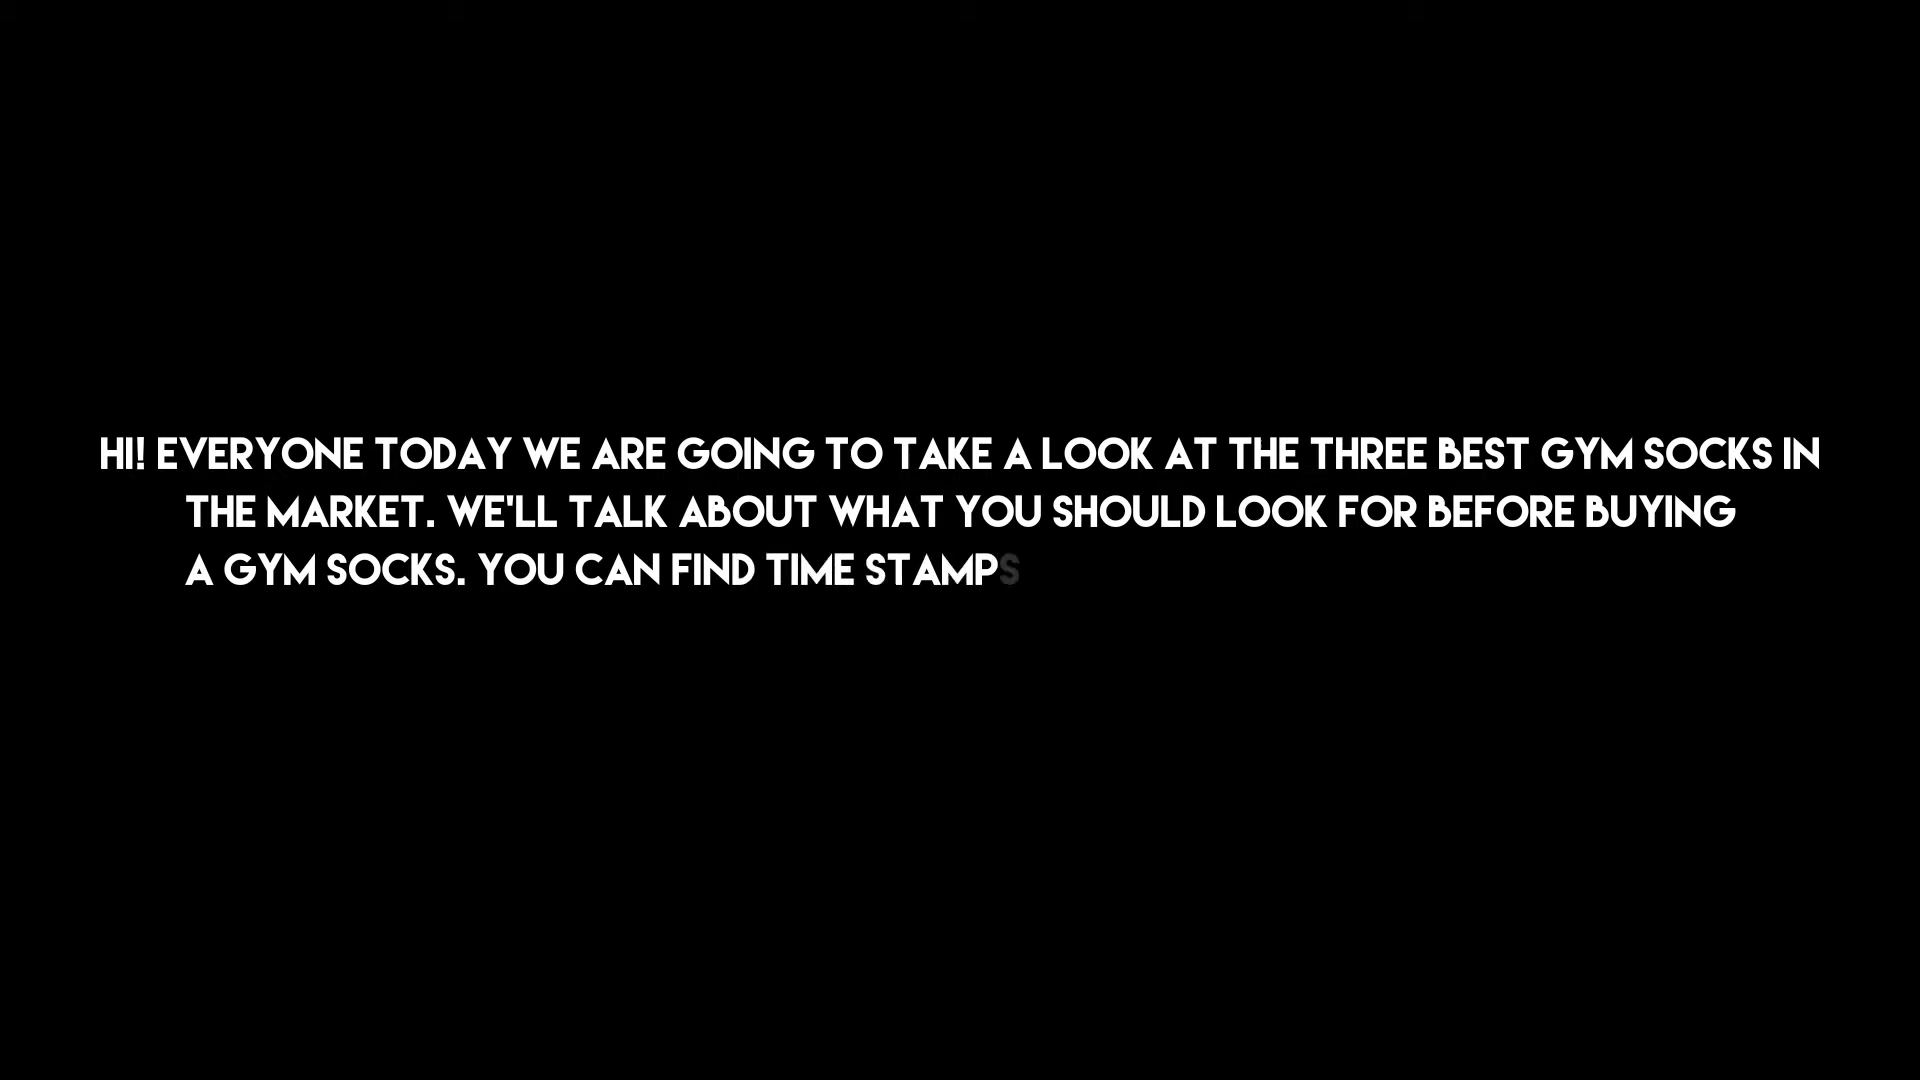 HI! EVERYONE TODAY WE ARE GOING TO TAKE A LOOK AT THE THREE BEST GYM SOCKS IN
THE MARKET. WE'LL TALK ABOUT WHAT YOU SHOULD LOOK FOR BEFORE BUYING
A GYM SOCKS. YOU CAN FIND TIME STAMPS